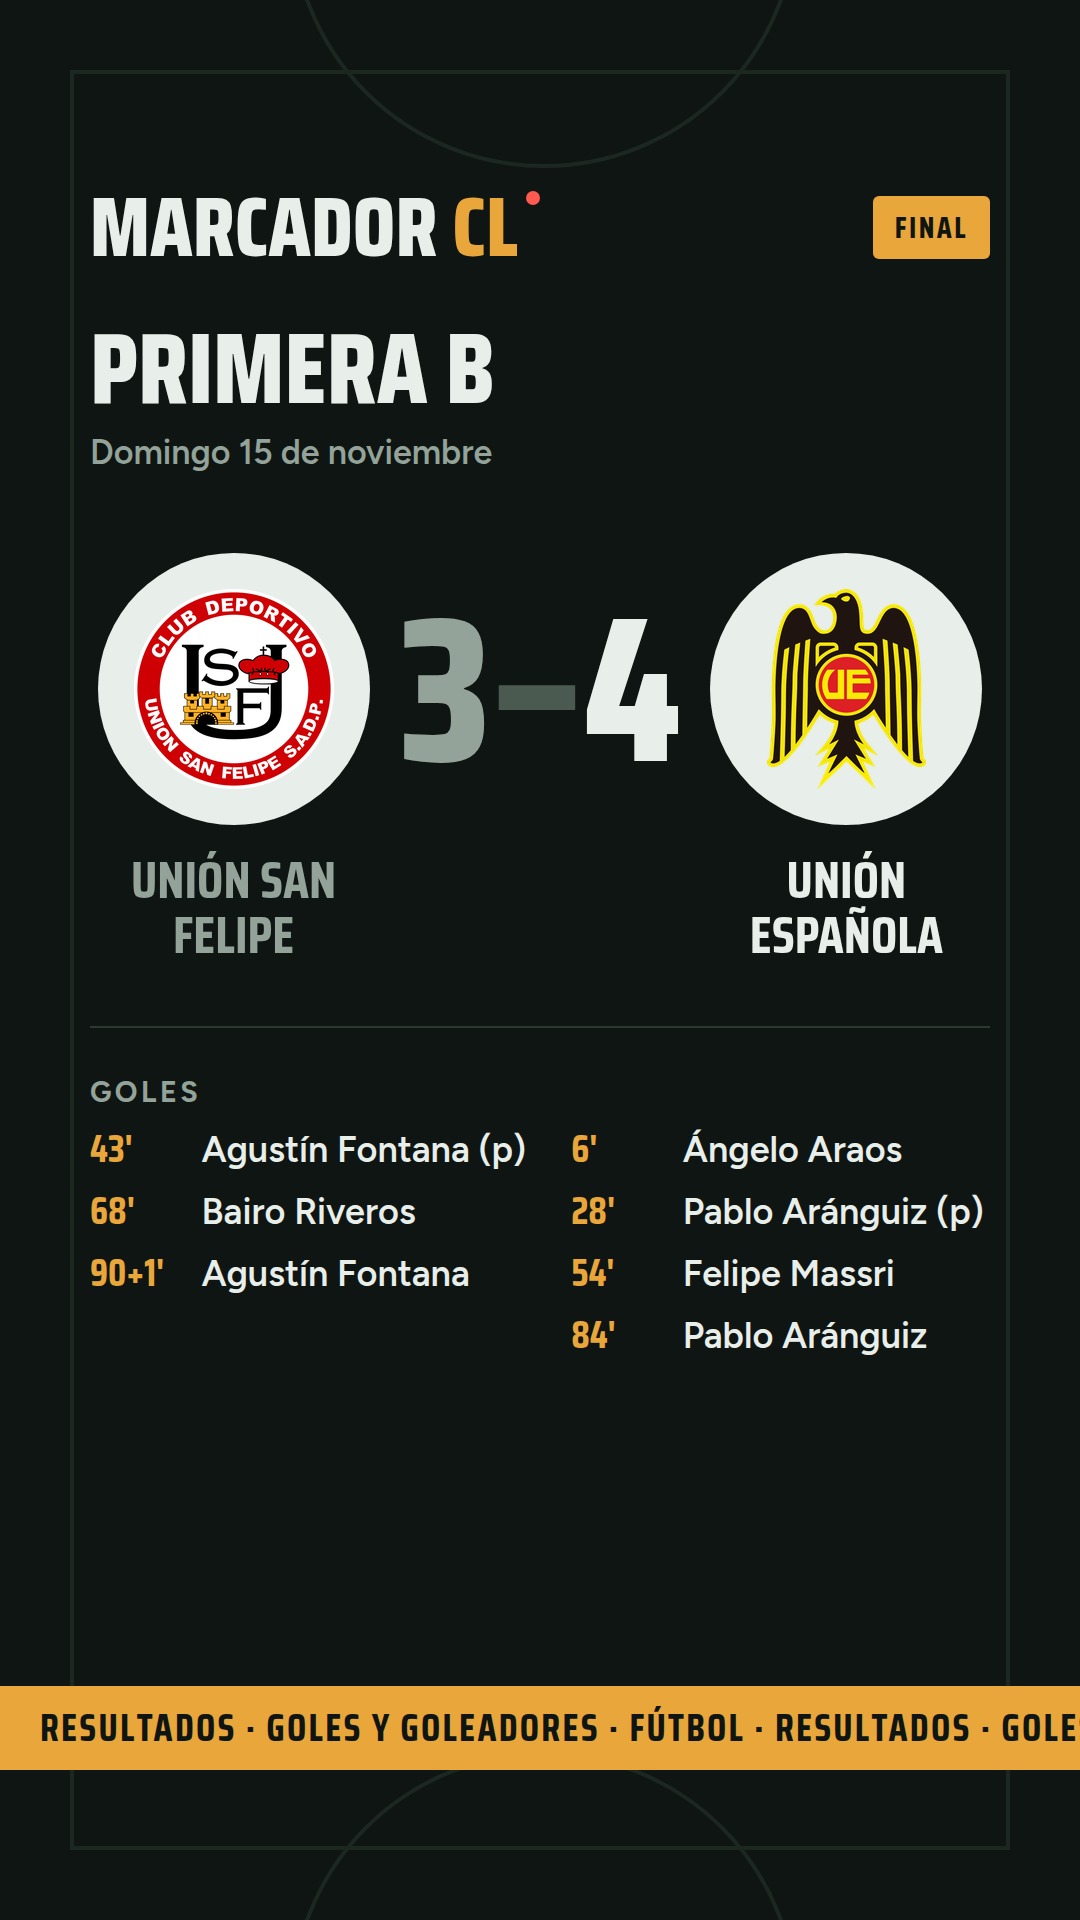 MARCADOR CL
FINAL
PRIMERA B
Domingo 15 de noviembre
CLUB DEPORTIVO
UNION SAN FELIPE S.A.D.P.
USF
3–4
UE
UNIÓN SAN
FELIPE
UNIÓN
ESPAÑOLA
GOLES
43' Agustín Fontana (p)
68' Bairo Riveros
90+1' Agustín Fontana
6' Ángelo Araos
28' Pablo Aránguiz (p)
54' Felipe Massri
84' Pablo Aránguiz
RESULTADOS · GOLES Y GOLEADORES · FÚTBOL · RESULTADOS · GOLES